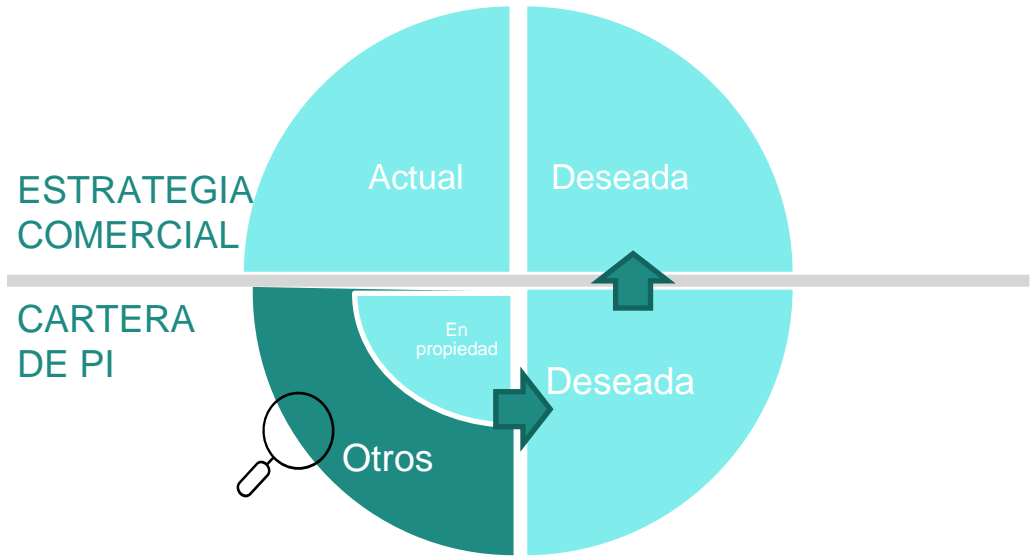 ESTRATEGIA
COMERCIAL
Actual
Deseada
CARTERA
DE PI
En
propiedad
Deseada
Otros